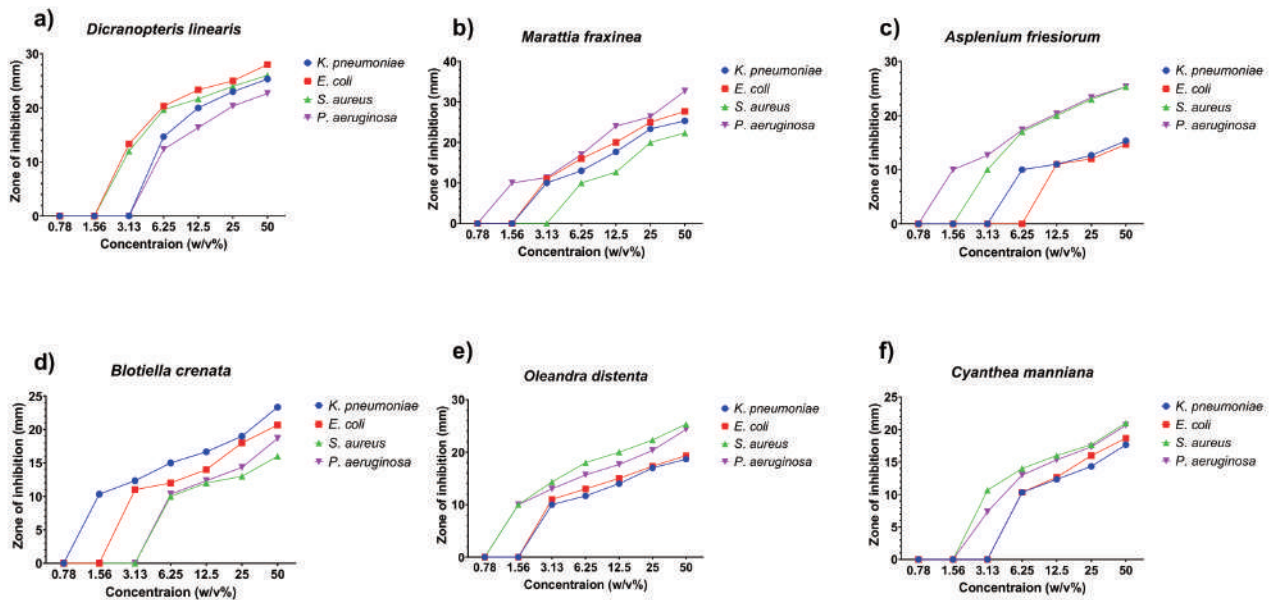 a)
Dicranopteris linearis
Zone of inhibition (mm)
30
20
10
0
0.78 1.56 3.13 6.25 12.5 25 50
Concentraion (w/v%)
K. pneumoniae
E. coli
S. aureus
P. aeruginosa
b)
Marattia fraxinea
Zone of inhibition (mm)
40
30
20
10
0
0.78 1.56 3.13 6.25 12.5 25 50
Concentraion (w/v%)
K. pneumoniae
E. coli
S. aureus
P. aeruginosa
c)
Asplenium friesiorum
Zone of inhibition (mm)
30
20
10
0
0.78 1.56 3.13 6.25 12.5 25 50
Concentraion (w/v%)
K. pneumoniae
E. coli
S. aureus
P. aeruginosa
d)
Blotiella crenata
Zone of inhibition (mm)
25
20
15
10
5
0
0.78 1.56 3.13 6.25 12.5 25 50
Concentraion (w/v%)
K. pneumoniae
E. coli
S. aureus
P. aeruginosa
e)
Oleandra distenta
Zone of inhibition (mm)
30
20
10
0
0.78 1.56 3.13 6.25 12.5 25 50
Concentraion (w/v%)
K. pneumoniae
E. coli
S. aureus
P. aeruginosa
f)
Cyanthea manniana
Zone of inhibition (mm)
25
20
15
10
5
0
0.78 1.56 3.13 6.25 12.5 25 50
Concentraion (w/v%)
K. pneumoniae
E. coli
S. aureus
P. aeruginosa